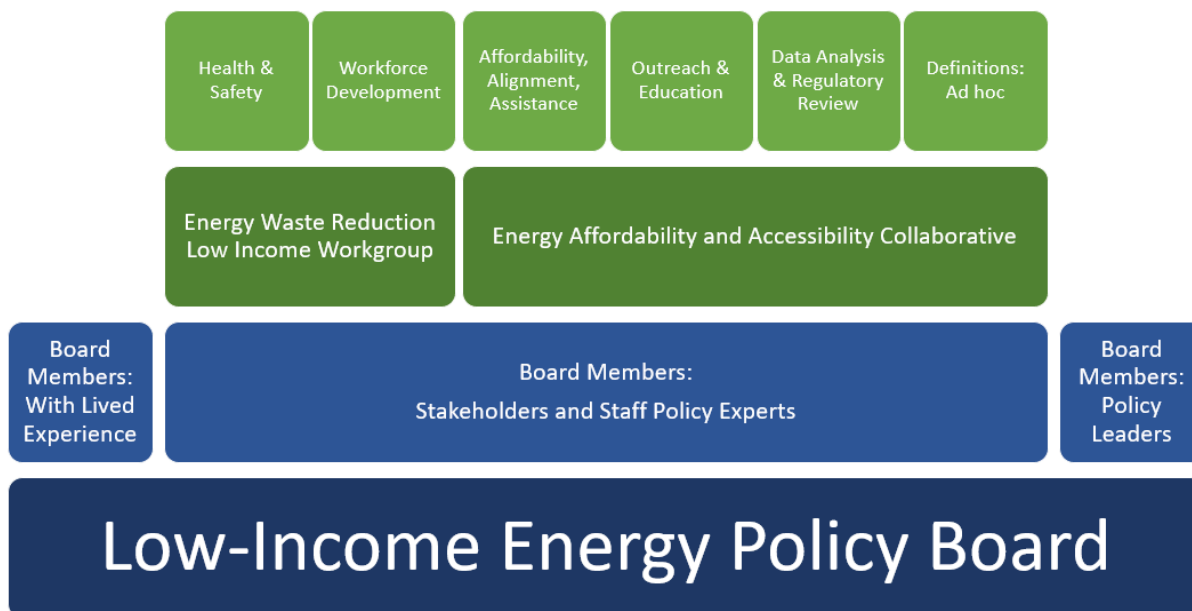 Health &
Safety
Workforce
Development
Affordability,
Alignment,
Assistance
Outreach &
Education
Data Analysis
& Regulatory
Review
Definitions:
Ad hoc
Energy Waste Reduction
Low Income Workgroup
Energy Affordability and Accessibility Collaborative
Board
Members:
With Lived
Experience
Board Members:
Stakeholders and Staff Policy Experts
Board
Members:
Policy
Leaders
Low-Income Energy Policy Board